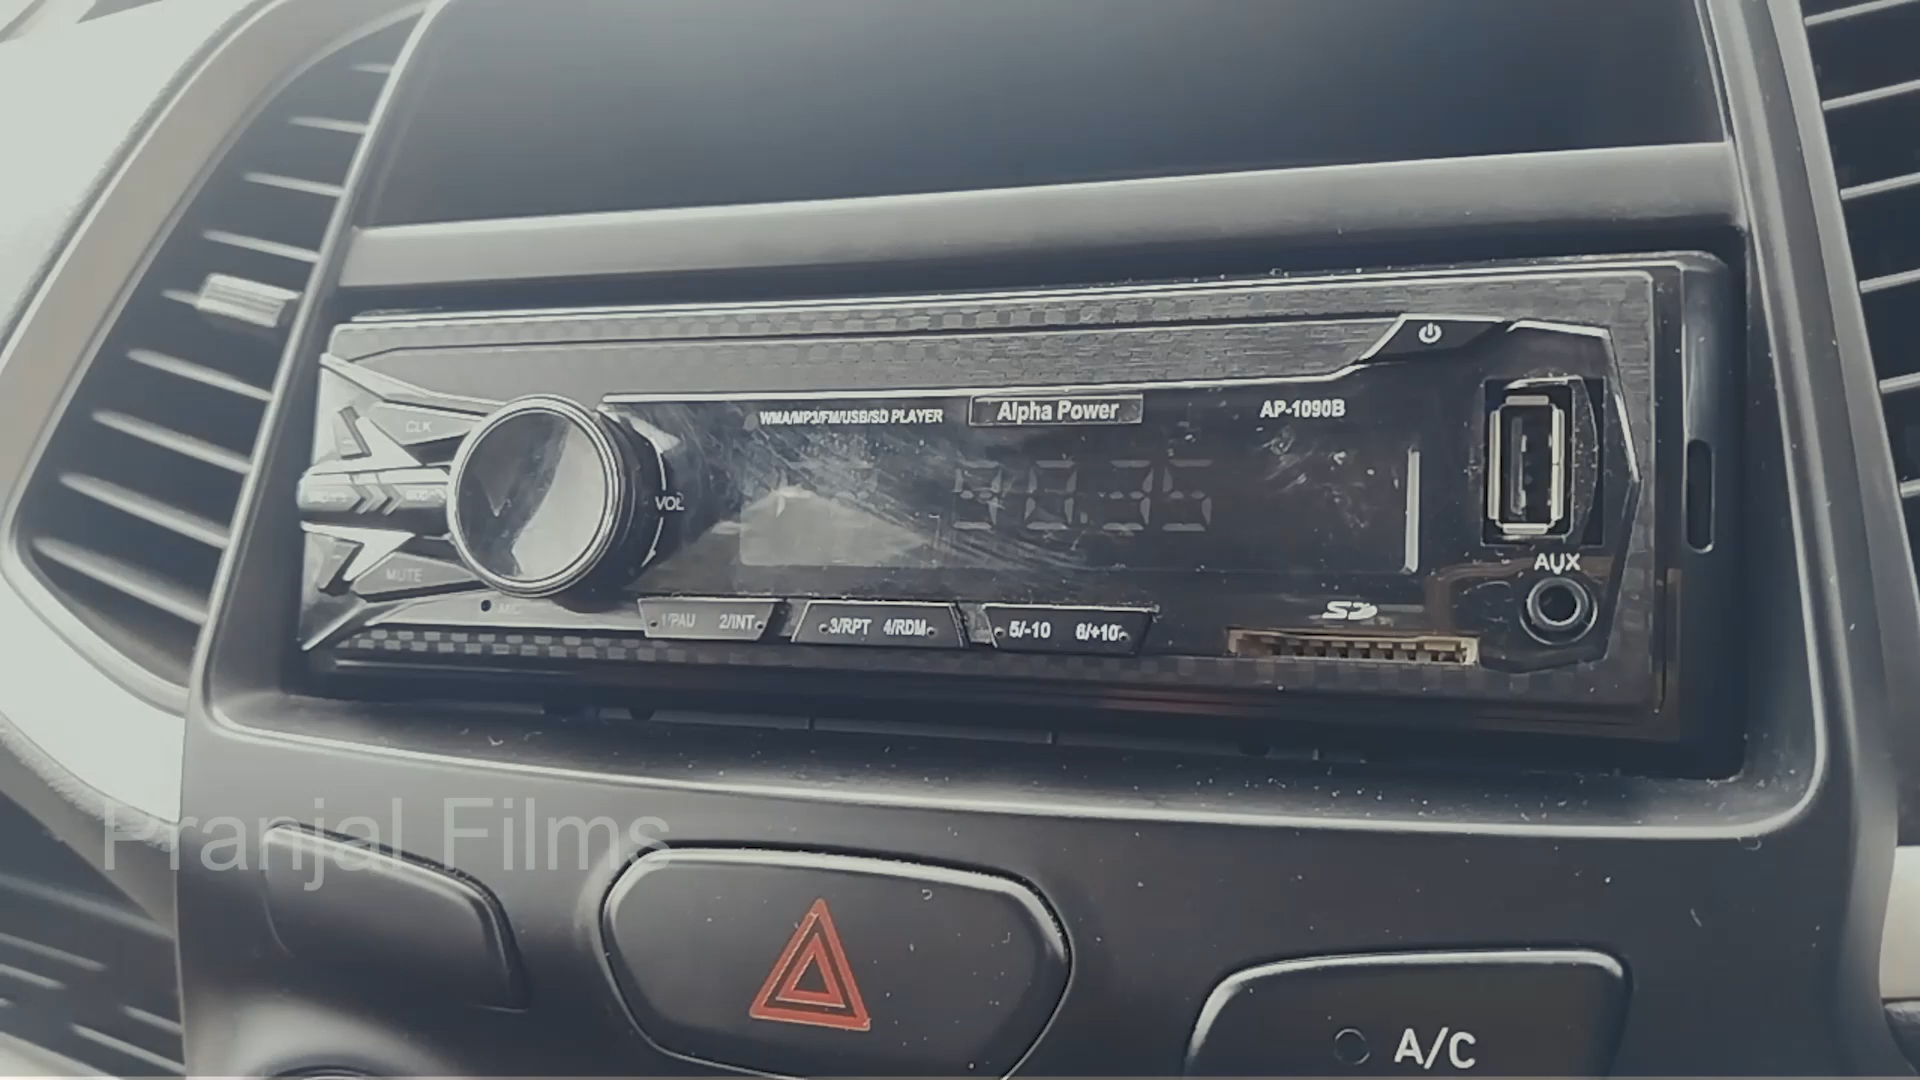 WMA/MP3/FM/USB/SD PLAYER
Alpha Power
AP-1090B
CLK
VOL
MUTE
MIC
1/PAU 2/INT
3/RPT 4/RDM
5/-10 6/+10
SD
AUX
Pranjal Films
A/C